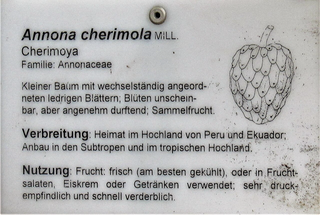 Annona cherimola MILL.
Cherimoya
Familie: Annonaceae
Kleiner Baum mit wechselständig angeord-
neten ledrigen Blättern; Blüten unschein-
bar, aber angenehm duftend; Sammelfrucht.
Verbreitung: Heimat im Hochland von Peru und Ekuador;
Anbau in den Subtropen und im tropischen Hochland.
Nutzung: Frucht: frisch (am besten gekühlt), oder in Frucht-
salaten, Eiskrem oder Getränken verwendet; sehr druck-
empfindlich und schnell verderblich.